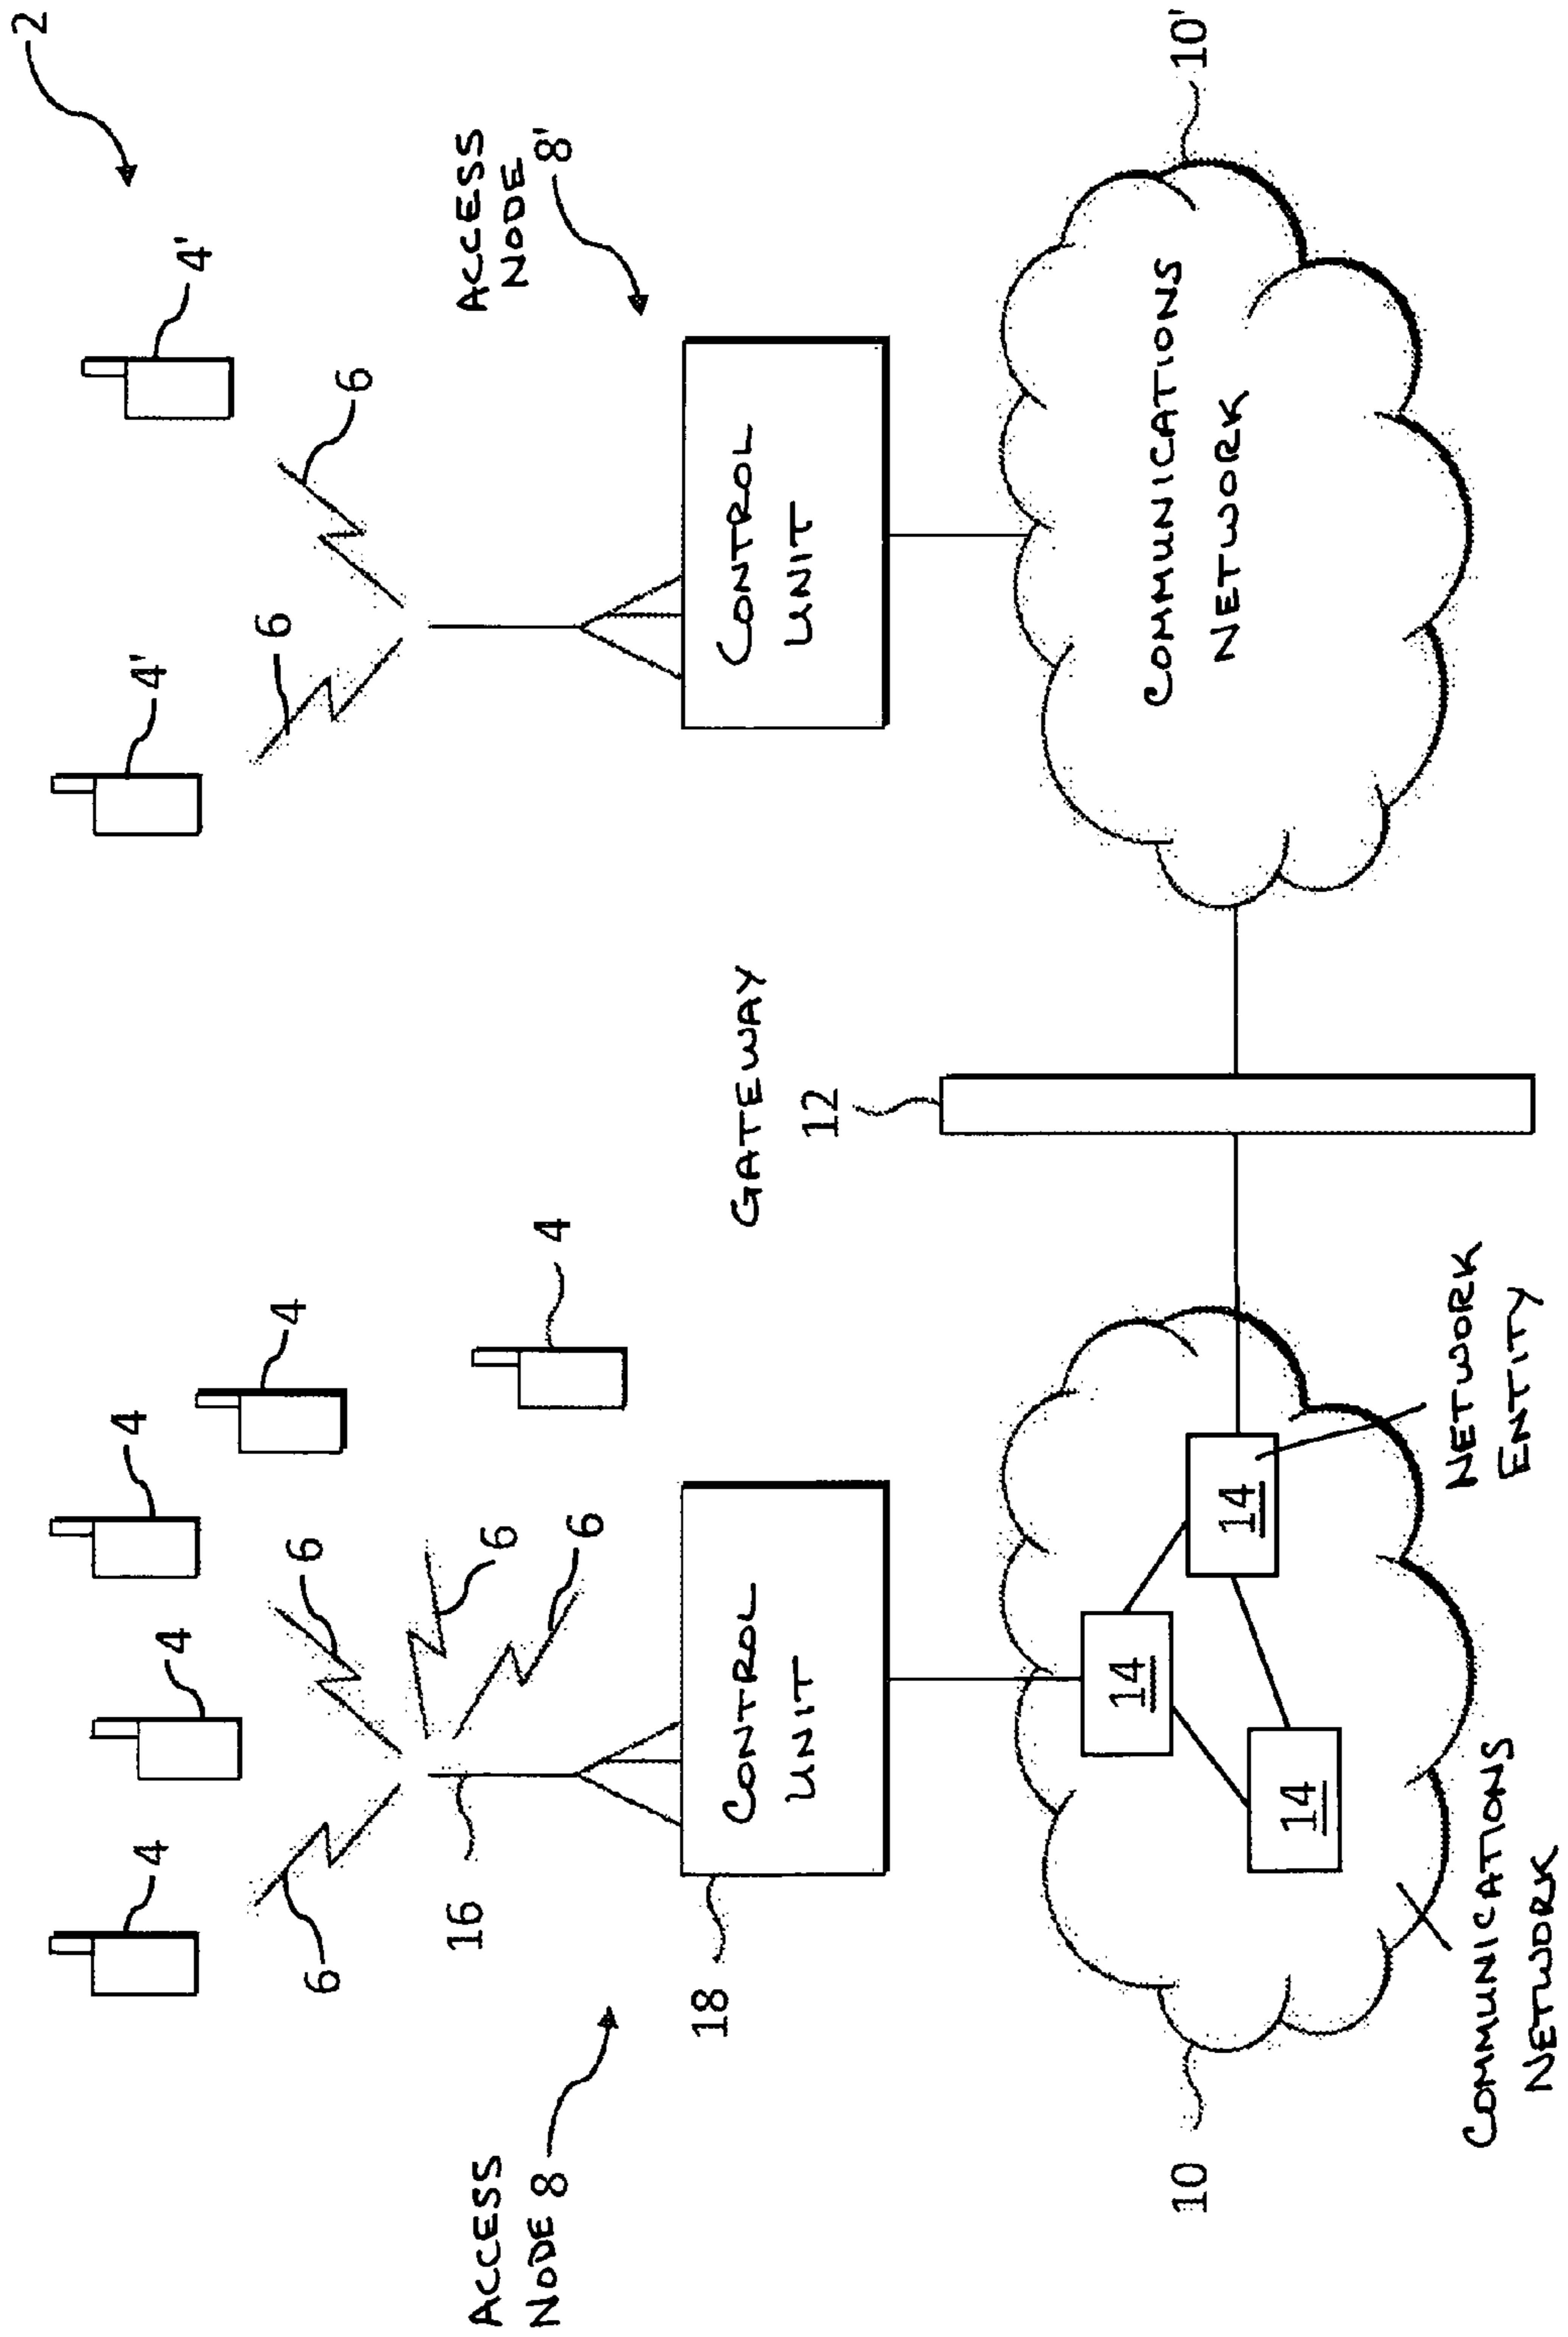 2
4
4
4
4
4
4'
4'
6
6
6
6
6
6
ACCESS
NODE 8
16
18
CONTROL
UNIT
ACCESS
NODE
8'
CONTROL
UNIT
GATEWAY
12
10
14
14
14
COMMUNICATIONS
NETWORK
10'
NETWORK
ENTITY
COMMUNICATIONS
NETWORK